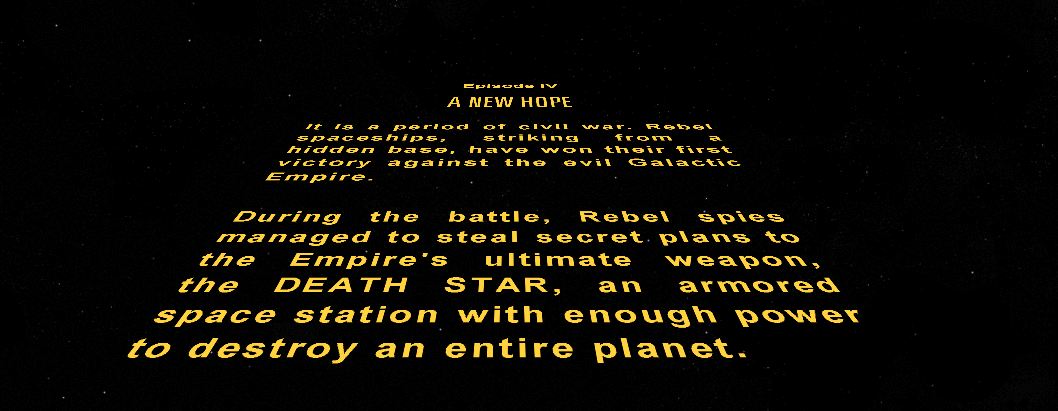 Episode IV
A NEW HOPE
It is a period of civil war. Rebel
spaceships, striking from a
hidden base, have won their first
victory against the evil Galactic
Empire.
During the battle, Rebel spies
managed to steal secret plans to
the Empire's ultimate weapon,
the DEATH STAR, an armored
space station with enough power
to destroy an entire planet.